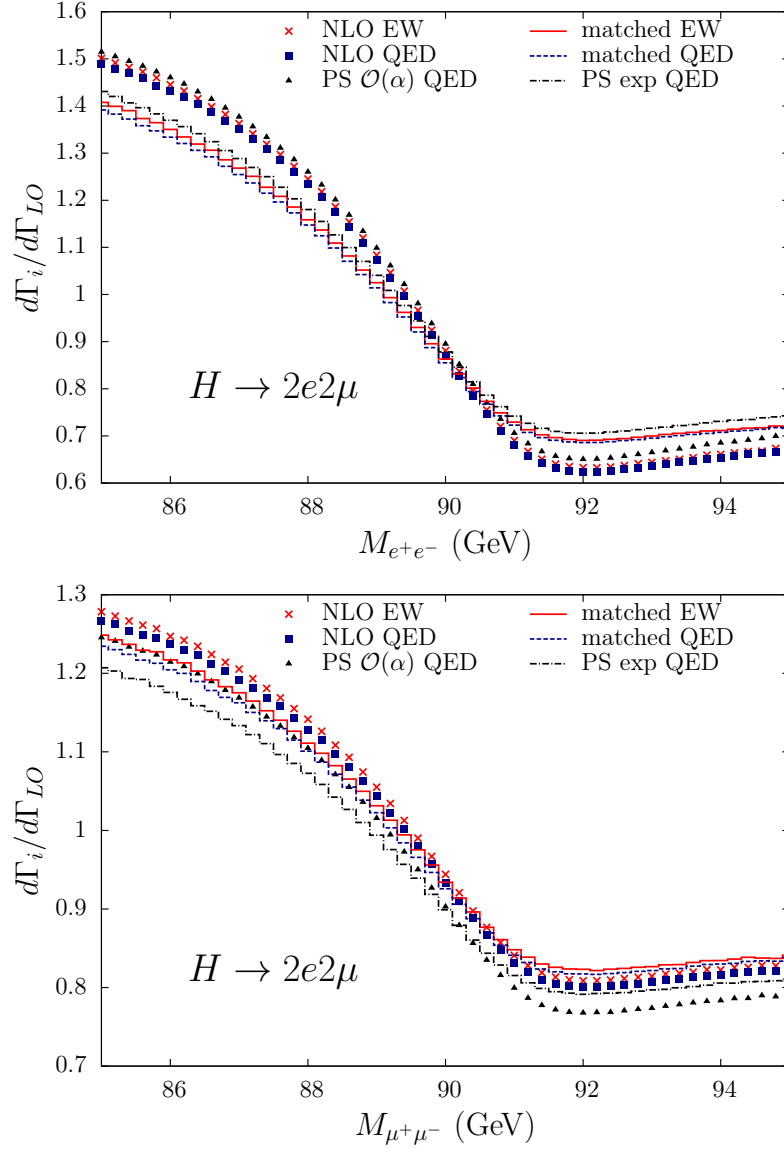 NLO EW matched EW
NLO QED matched QED
PS O(α) QED PS exp QED
1.5
1.6
1.4
1.3
1.2
1.1
1
0.9
0.8
0.7
0.6
dΓ_i/dΓ_{LO}
H → 2e2μ
86 88 90 92 94
M_{e^+e^-} (GeV)
NLO EW matched EW
NLO QED matched QED
PS O(α) QED PS exp QED
1.3
1.2
1.1
1
0.9
0.8
0.7
dΓ_i/dΓ_{LO}
H → 2e2μ
86 88 90 92 94
M_{μ^+μ^-} (GeV)